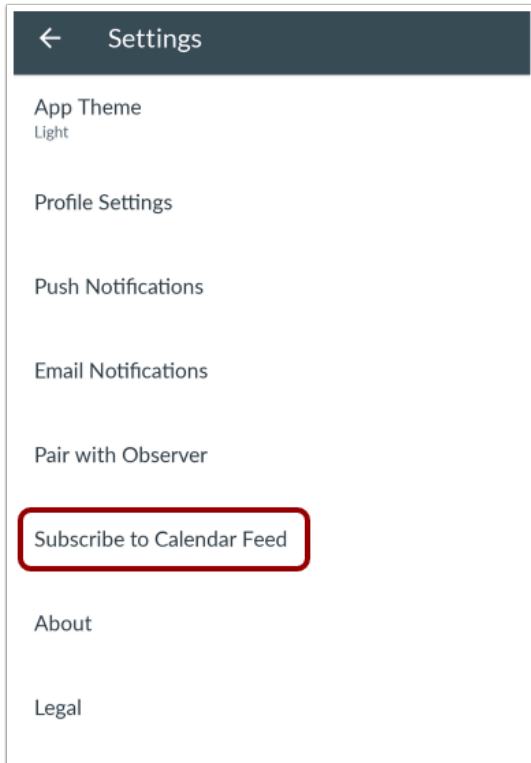 Settings
App Theme
Light
Profile Settings
Push Notifications
Email Notifications
Pair with Observer
Subscribe to Calendar Feed
About
Legal